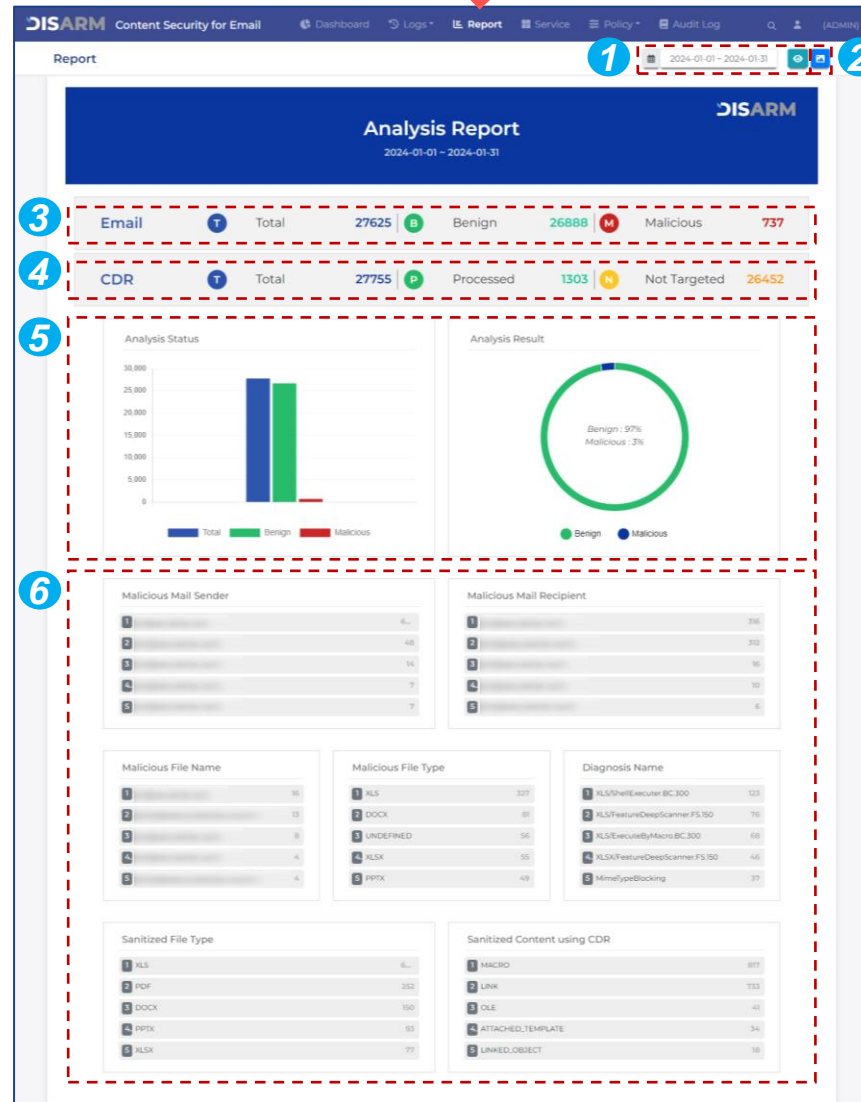 DISARM Content Security for Email Dashboard Logs Report Service Policy Audit Log (ADMIN)
Report 1 2024-01-01 ~ 2024-01-31 2
DISARM
Analysis Report
2024-01-01 ~ 2024-01-31
3 Email T Total 27625 B Benign 26888 M Malicious 737
4 CDR T Total 27755 P Processed 1303 N Not Targeted 26452
5
Analysis Status
30,000
25,000
20,000
15,000
10,000
5,000
0
Total Benign Malicious
Analysis Result
Benign : 97%
Malicious : 3%
Benign Malicious
6
Malicious Mail Sender
1 6...
2 48
3 14
4 7
5 7
Malicious Mail Recipient
1 316
2 312
3 16
4 10
5 6
Malicious File Name
1 16
2 13
3 8
4 4
5 4
Malicious File Type
1 XLS 327
2 DOCX 81
3 UNDEFINED 56
4 XLSX 55
5 PPTX 49
Diagnosis Name
1 XLS/ShellExecuter.BC.300 123
2 XLS/FeatureDeepScanner.FS.150 76
3 XLS/ExecuteByMacro.BC.300 68
4 XLSX/FeatureDeepScanner.FS.150 46
5 MimeTypeBlocking 37
Sanitized File Type
1 XLS 6...
2 PDF 252
3 DOCX 150
4 PPTX 93
5 XLSX 77
Sanitized Content using CDR
1 MACRO 817
2 LINK 733
3 OLE 41
4 ATTACHED_TEMPLATE 34
5 LINKED_OBJECT 18